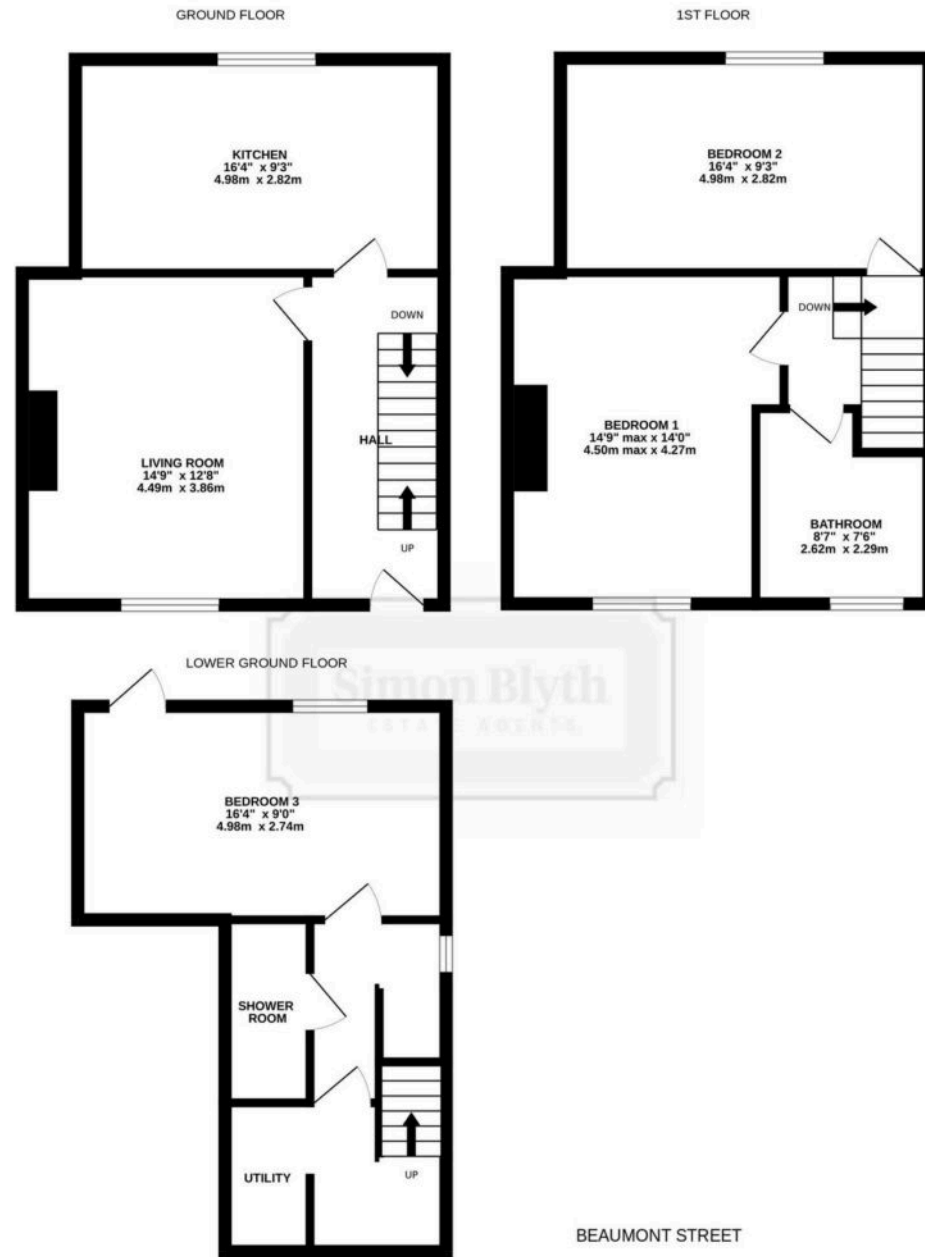 GROUND FLOOR
KITCHEN
16'4" x 9'3"
4.98m x 2.82m
DOWN
HALL
LIVING ROOM
14'9" x 12'8"
4.49m x 3.86m
UP
1ST FLOOR
BEDROOM 2
16'4" x 9'3"
4.98m x 2.82m
DOWN
BEDROOM 1
14'9" max x 14'0"
4.50m max x 4.27m
BATHROOM
8'7" x 7'6"
2.62m x 2.29m
Simon Blyth
ESTATE AGENTS
LOWER GROUND FLOOR
BEDROOM 3
16'4" x 9'0"
4.98m x 2.74m
SHOWER
ROOM
UTILITY
UP
BEAUMONT STREET